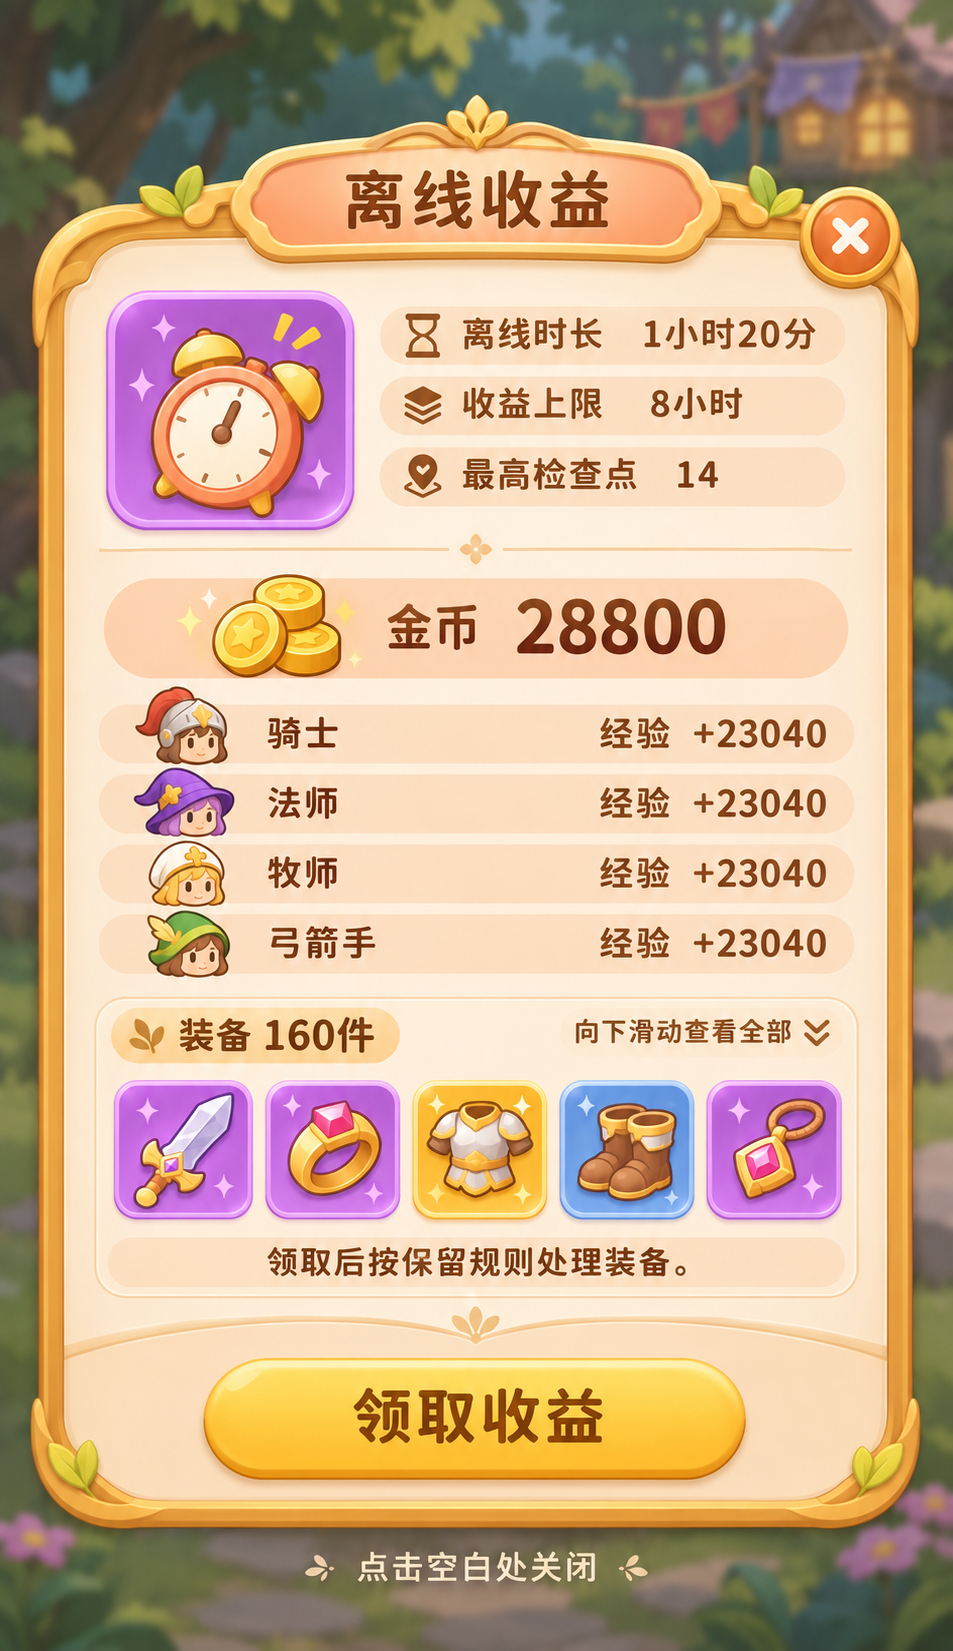 离线收益
离线时长 1小时20分
收益上限 8小时
最高检查点 14
金币 28800
骑士 经验 +23040
法师 经验 +23040
牧师 经验 +23040
弓箭手 经验 +23040
装备 160件 向下滑动查看全部
领取后按保留规则处理装备。
领取收益
点击空白处关闭